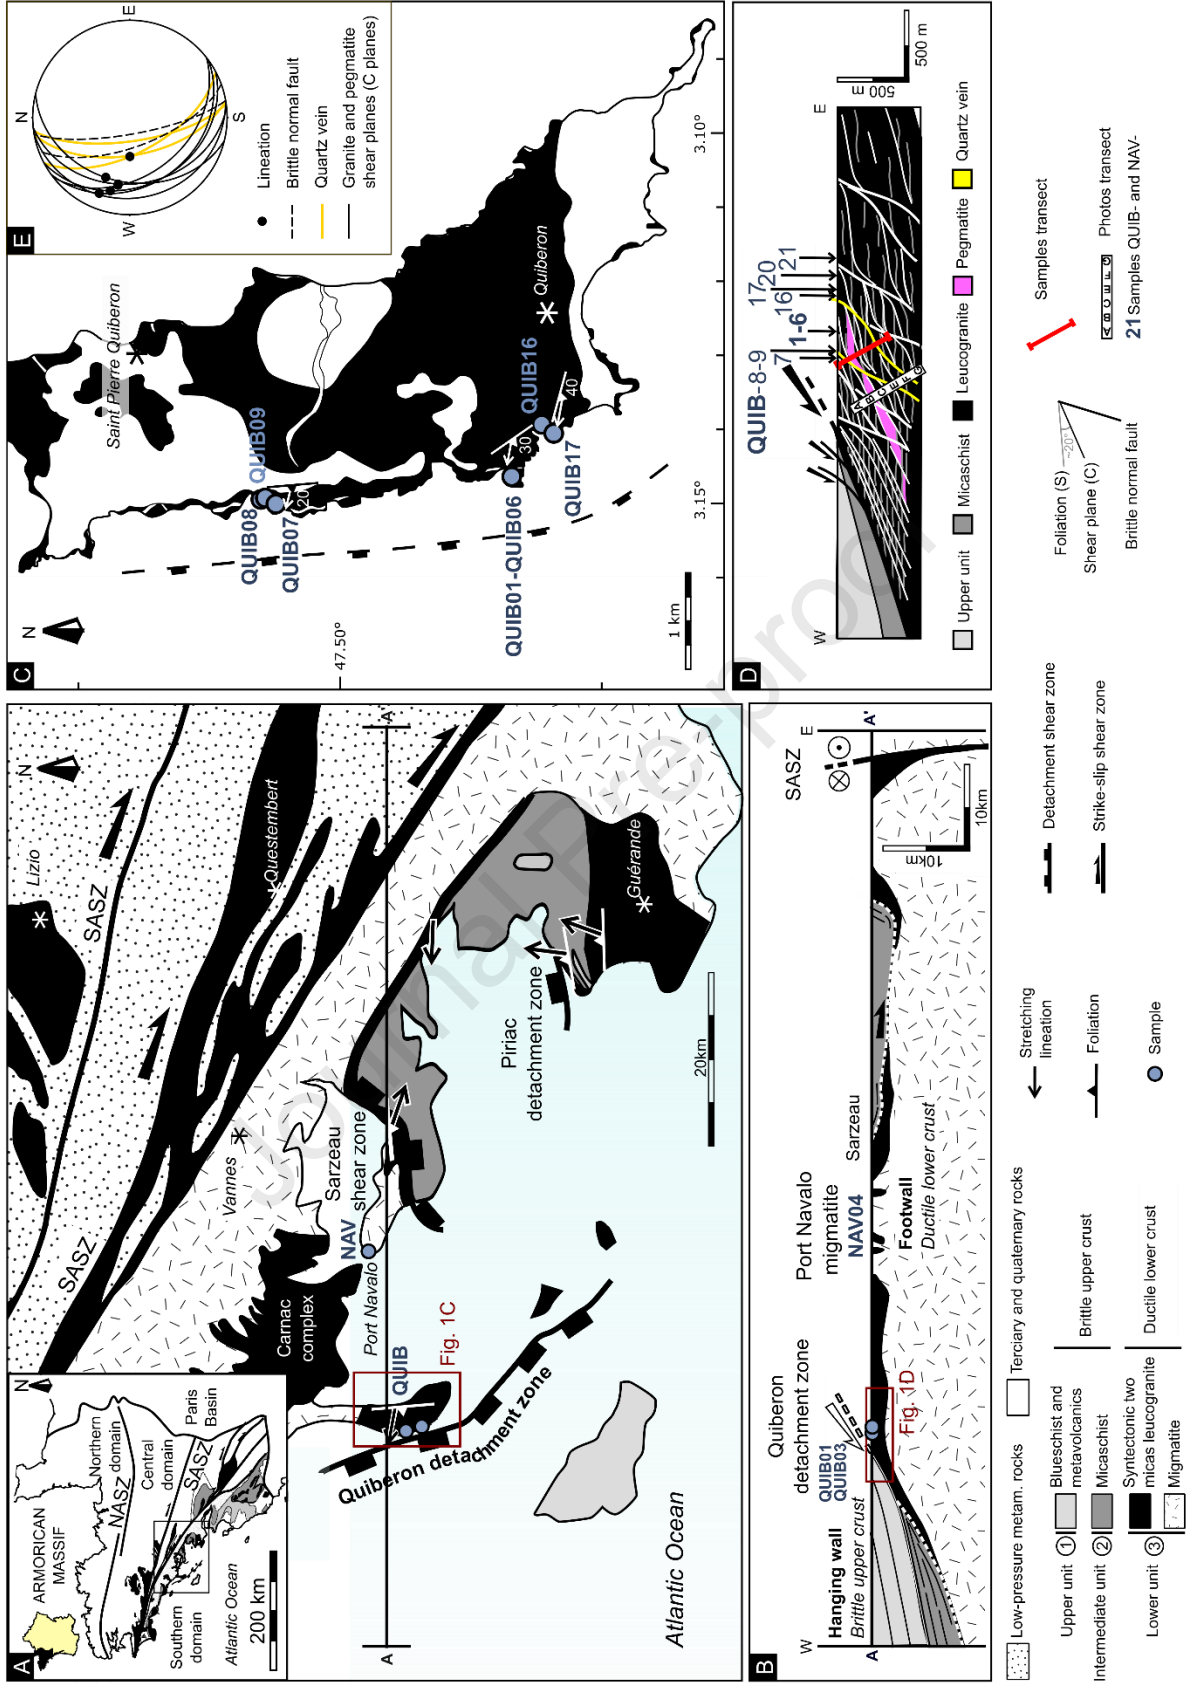 A
ARMORICAN
MASSIF
N
NASZ
Northern
domain
Central
domain
SASZ
Paris
Basin
Southern
domain
Atlantic Ocean
200 km
N
Lizio
SASZ
SASZ
Questembert
Vannes
Carnac
complex
Sarzeau
shear zone
NAV
Port Navalo
QUIB
Fig. 1C
Quiberon detachment zone
Piriac
detachment zone
Guérande
20km
A
A'
Atlantic Ocean
B
W
E
Hanging wall
Brittle upper crust
A
A'
Quiberon
detachment zone
QUIB01
QUIB03
Fig. 1D
Port Navalo
migmatite
NAV04
Footwall
Ductile lower crust
Sarzeau
SASZ
10km
10km
C
N
Saint Pierre Quiberon
QUIB09
QUIB08
QUIB07
20
QUIB01-QUIB06
30
QUIB16
40
QUIB17
Quiberon
47.50°
3.15°
3.10°
1 km
E
N
E
S
W
Lineation
Brittle normal fault
Quartz vein
Granite and pegmatite
shear planes (C planes)
D
W
E
QUIB-8-9
7
1-6
16
17
20
21
A B C E F G
500 m
500 m
Upper unit
Micaschist
Leucogranite
Pegmatite
Quartz vein
Low-pressure metam. rocks
Terciary and quaternary rocks
Upper unit 1
Blueschist and
metavolcanics
Brittle upper crust
Intermediate unit 2
Micaschist
Lower unit 3
Syntectonic two
micas leucogranite
Migmatite
Ductile lower crust
Stretching
lineation
Foliation
Sample
Detachment shear zone
Strike-slip shear zone
Foliation (S)
~20°
Shear plane (C)
Brittle normal fault
Samples transect
A B C E F G
Photos transect
21 Samples QUIB- and NAV-
Journal Pre-proof